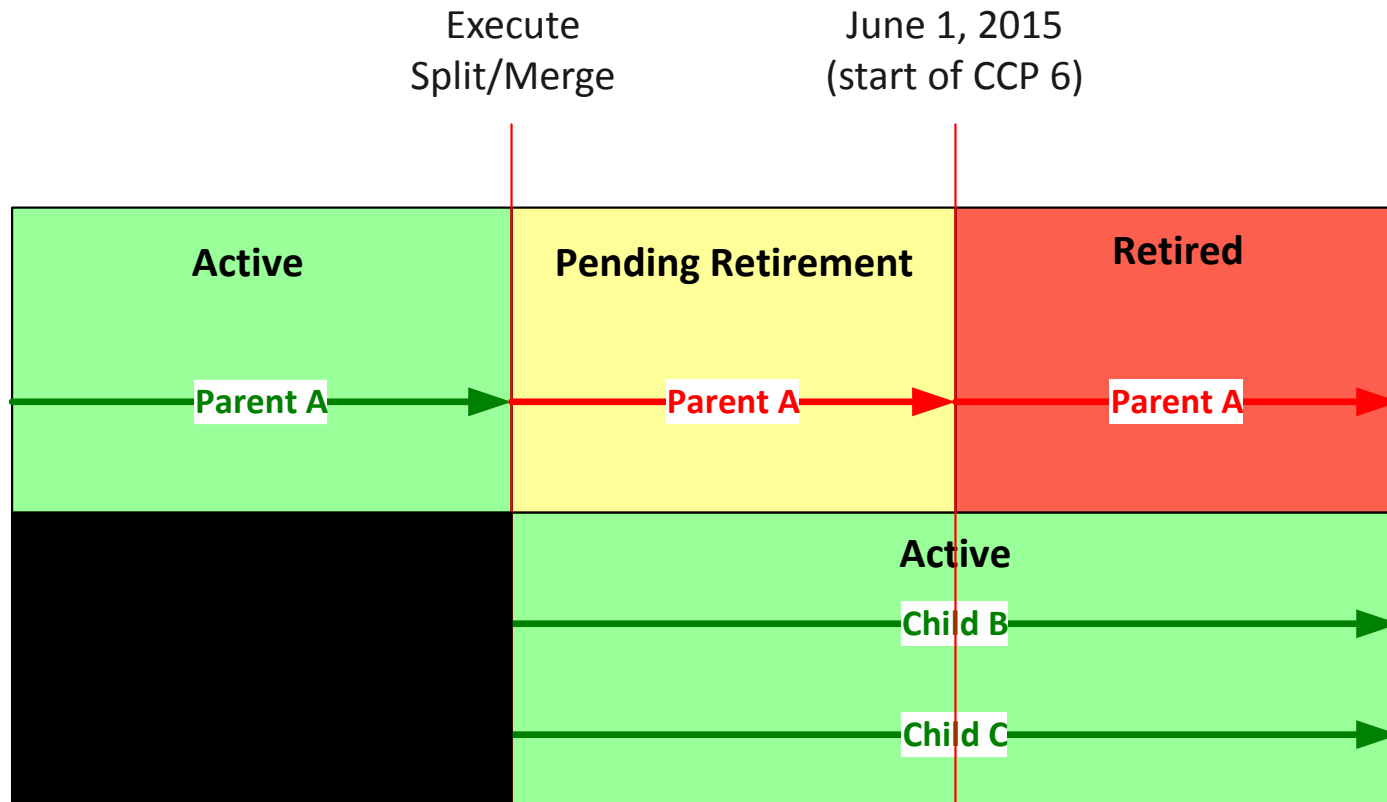 Execute
Split/Merge
June 1, 2015
(start of CCP 6)
Active
Pending Retirement
Retired
Parent A
Parent A
Parent A
Active
Child B
Child C